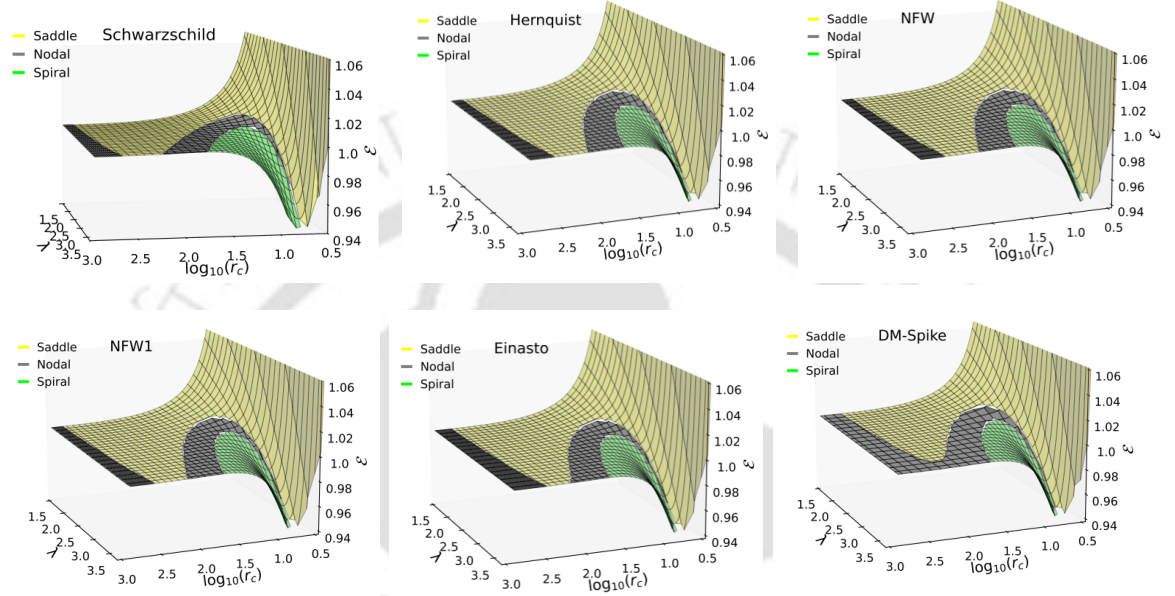 Schwarzschild
Saddle
Nodal
Spiral
1.06
1.04
1.02
1.0
0.98
0.96
0.94
ℰ
1.5
2.0
2.5
3.0
3.5
λ
3.0
2.5
2.0
1.5
1.0
0.5
log₁₀(r_c)
Hernquist
Saddle
Nodal
Spiral
1.06
1.04
1.02
1.0
0.98
0.96
0.94
ℰ
1.5
2.0
2.5
3.0
3.5
λ
3.0
2.5
2.0
1.5
1.0
0.5
log₁₀(r_c)
NFW
Saddle
Nodal
Spiral
1.06
1.04
1.02
1.0
0.98
0.96
0.94
ℰ
1.5
2.0
2.5
3.0
3.5
λ
3.0
2.5
2.0
1.5
1.0
0.5
log₁₀(r_c)
NFW1
Saddle
Nodal
Spiral
1.06
1.04
1.02
1.0
0.98
0.96
0.94
ℰ
1.5
2.0
2.5
3.0
3.5
λ
3.0
2.5
2.0
1.5
1.0
0.5
log₁₀(r_c)
Einasto
Saddle
Nodal
Spiral
1.06
1.04
1.02
1.0
0.98
0.96
0.94
ℰ
1.5
2.0
2.5
3.0
3.5
λ
3.0
2.5
2.0
1.5
1.0
0.5
log₁₀(r_c)
DM-Spike
Saddle
Nodal
Spiral
1.06
1.04
1.02
1.0
0.98
0.96
0.94
ℰ
1.5
2.0
2.5
3.0
3.5
λ
3.0
2.5
2.0
1.5
1.0
0.5
log₁₀(r_c)